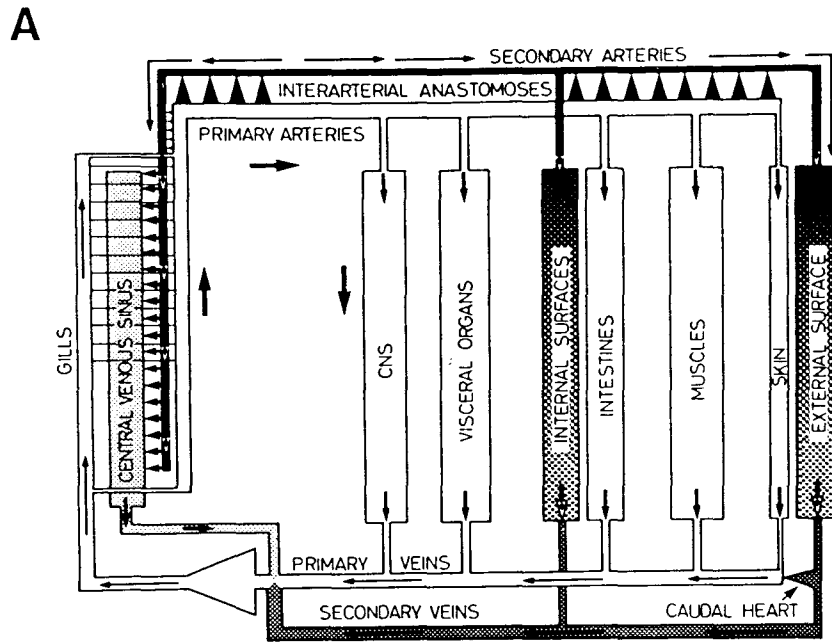 A
SECONDARY ARTERIES
INTERARTERIAL ANASTOMOSES
PRIMARY ARTERIES
GILLS
CENTRAL VENOUS SINUS
CNS
VISCERAL ORGANS
INTERNAL SURFACES
INTESTINES
MUSCLES
SKIN
EXTERNAL SURFACE
PRIMARY VEINS
SECONDARY VEINS
CAUDAL HEART